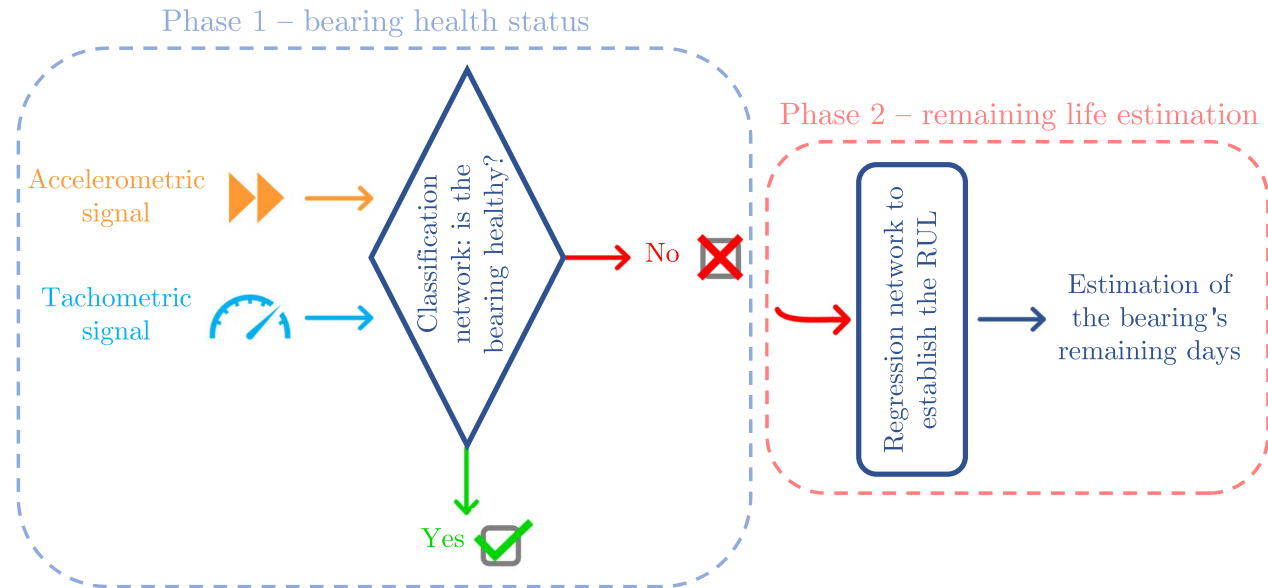 Phase 1 – bearing health status
Accelerometric
signal
Tachometric
signal
Classification
network: is the
bearing healthy?
No
Yes
Phase 2 – remaining life estimation
Regression network to
establish the RUL
Estimation of
the bearing's
remaining days